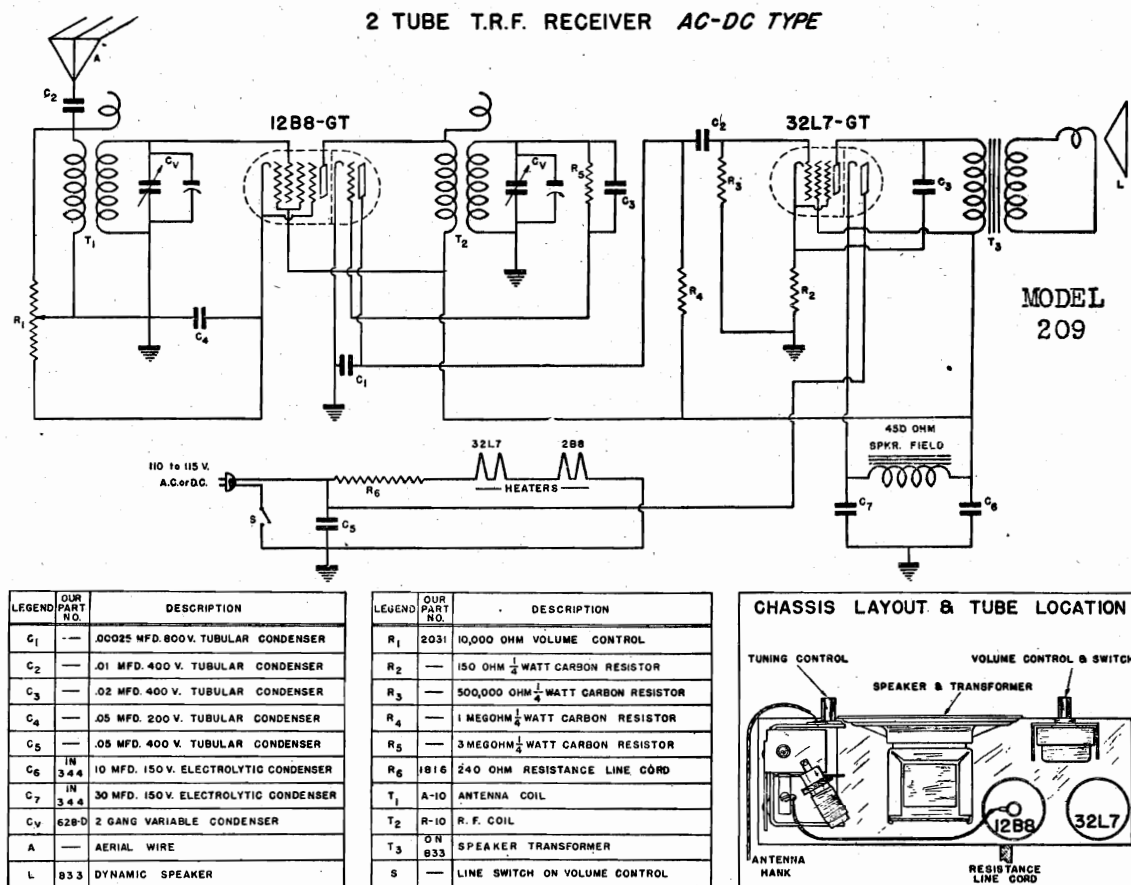 2 TUBE T.R.F. RECEIVER AC-DC TYPE
A
C2
12B8-GT
C2
32L7-GT
T1
CV
T2
CV
R5
C3
R3
C3
T3
L
R1
C4
C1
R4
R2
MODEL
209
450 OHM
SPKR. FIELD
110 to 115 V.
A.C. or D.C.
32L7
2B8
HEATERS
R6
S
C5
C7
C6
LEGEND OUR PART NO. DESCRIPTION
C1 — .00025 MFD. 800 V. TUBULAR CONDENSER
C2 — .01 MFD. 400 V. TUBULAR CONDENSER
C3 — .02 MFD. 400 V. TUBULAR CONDENSER
C4 — .05 MFD. 200 V. TUBULAR CONDENSER
C5 — .05 MFD. 400 V. TUBULAR CONDENSER
C6 IN 344 10 MFD. 150 V. ELECTROLYTIC CONDENSER
C7 IN 344 30 MFD. 150 V. ELECTROLYTIC CONDENSER
CV 628-D 2 GANG VARIABLE CONDENSER
A — AERIAL WIRE
L 833 DYNAMIC SPEAKER
LEGEND OUR PART NO. DESCRIPTION
R1 2031 10,000 OHM VOLUME CONTROL
R2 — 150 OHM 1/4 WATT CARBON RESISTOR
R3 — 500,000 OHM 1/4 WATT CARBON RESISTOR
R4 — 1 MEGOHM 1/4 WATT CARBON RESISTOR
R5 — 3 MEGOHM 1/4 WATT CARBON RESISTOR
R6 1816 240 OHM RESISTANCE LINE CORD
T1 A-10 ANTENNA COIL
T2 R-10 R.F. COIL
T3 ON 833 SPEAKER TRANSFORMER
S — LINE SWITCH ON VOLUME CONTROL
CHASSIS LAYOUT & TUBE LOCATION
TUNING CONTROL
VOLUME CONTROL & SWITCH
SPEAKER & TRANSFORMER
12B8
32L7
ANTENNA
HANK
RESISTANCE
LINE CORD